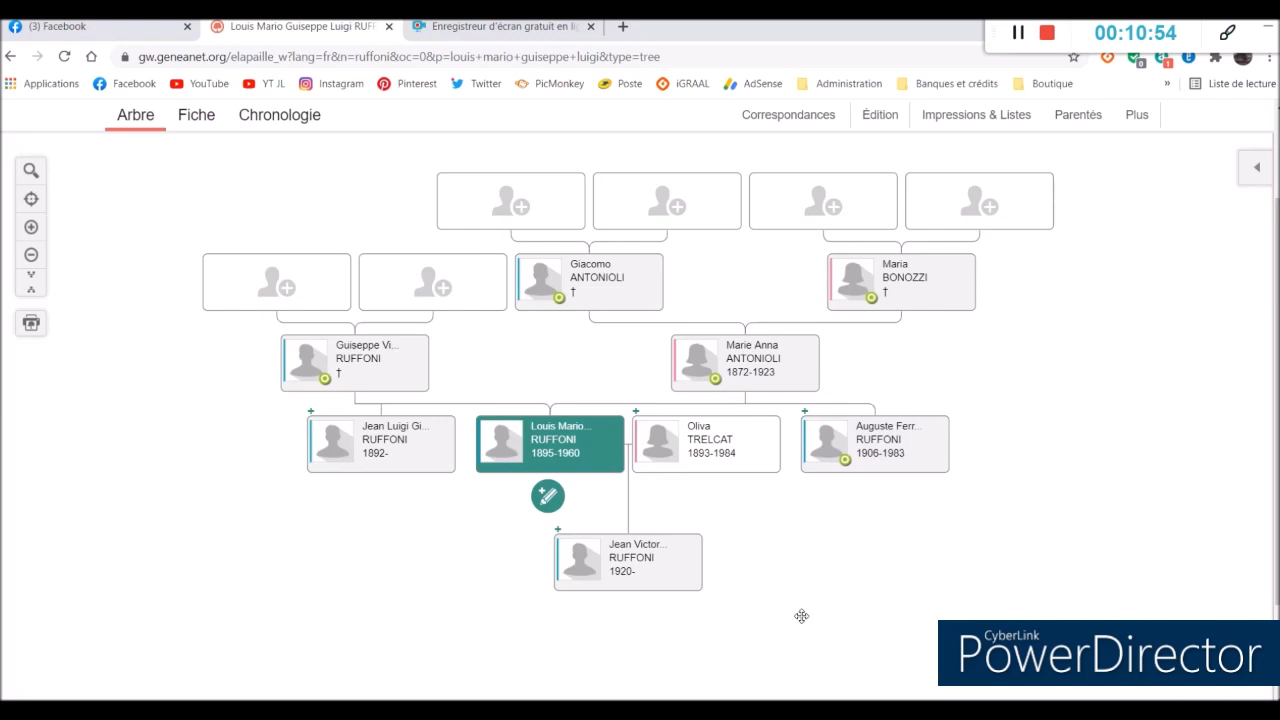 (3) Facebook
Louis Mario Guiseppe Luigi RUFF
Enregistreur d'écran gratuit en li
00:10:54
gw.geneanet.org/elapaille_w?lang=fr&n=ruffoni&oc=0&p=louis+mario+guiseppe+luigi&type=tree
0
1
Applications
Facebook
YouTube
YT JL
Instagram
Pinterest
Twitter
PicMonkey
Poste
iGRAAL
AdSense
Administration
Banques et crédits
Boutique
»
Liste de lecture
Arbre
Fiche
Chronologie
Correspondances
Édition
Impressions & Listes
Parentés
Plus
Giacomo
ANTONIOLI
†
Maria
BONOZZI
†
Guiseppe Vi...
RUFFONI
†
Marie Anna
ANTONIOLI
1872-1923
Jean Luigi Gi...
RUFFONI
1892-
Louis Mario...
RUFFONI
1895-1960
Oliva
TRELCAT
1893-1984
Auguste Ferr...
RUFFONI
1906-1983
Jean Victor...
RUFFONI
1920-
CyberLink
PowerDirector